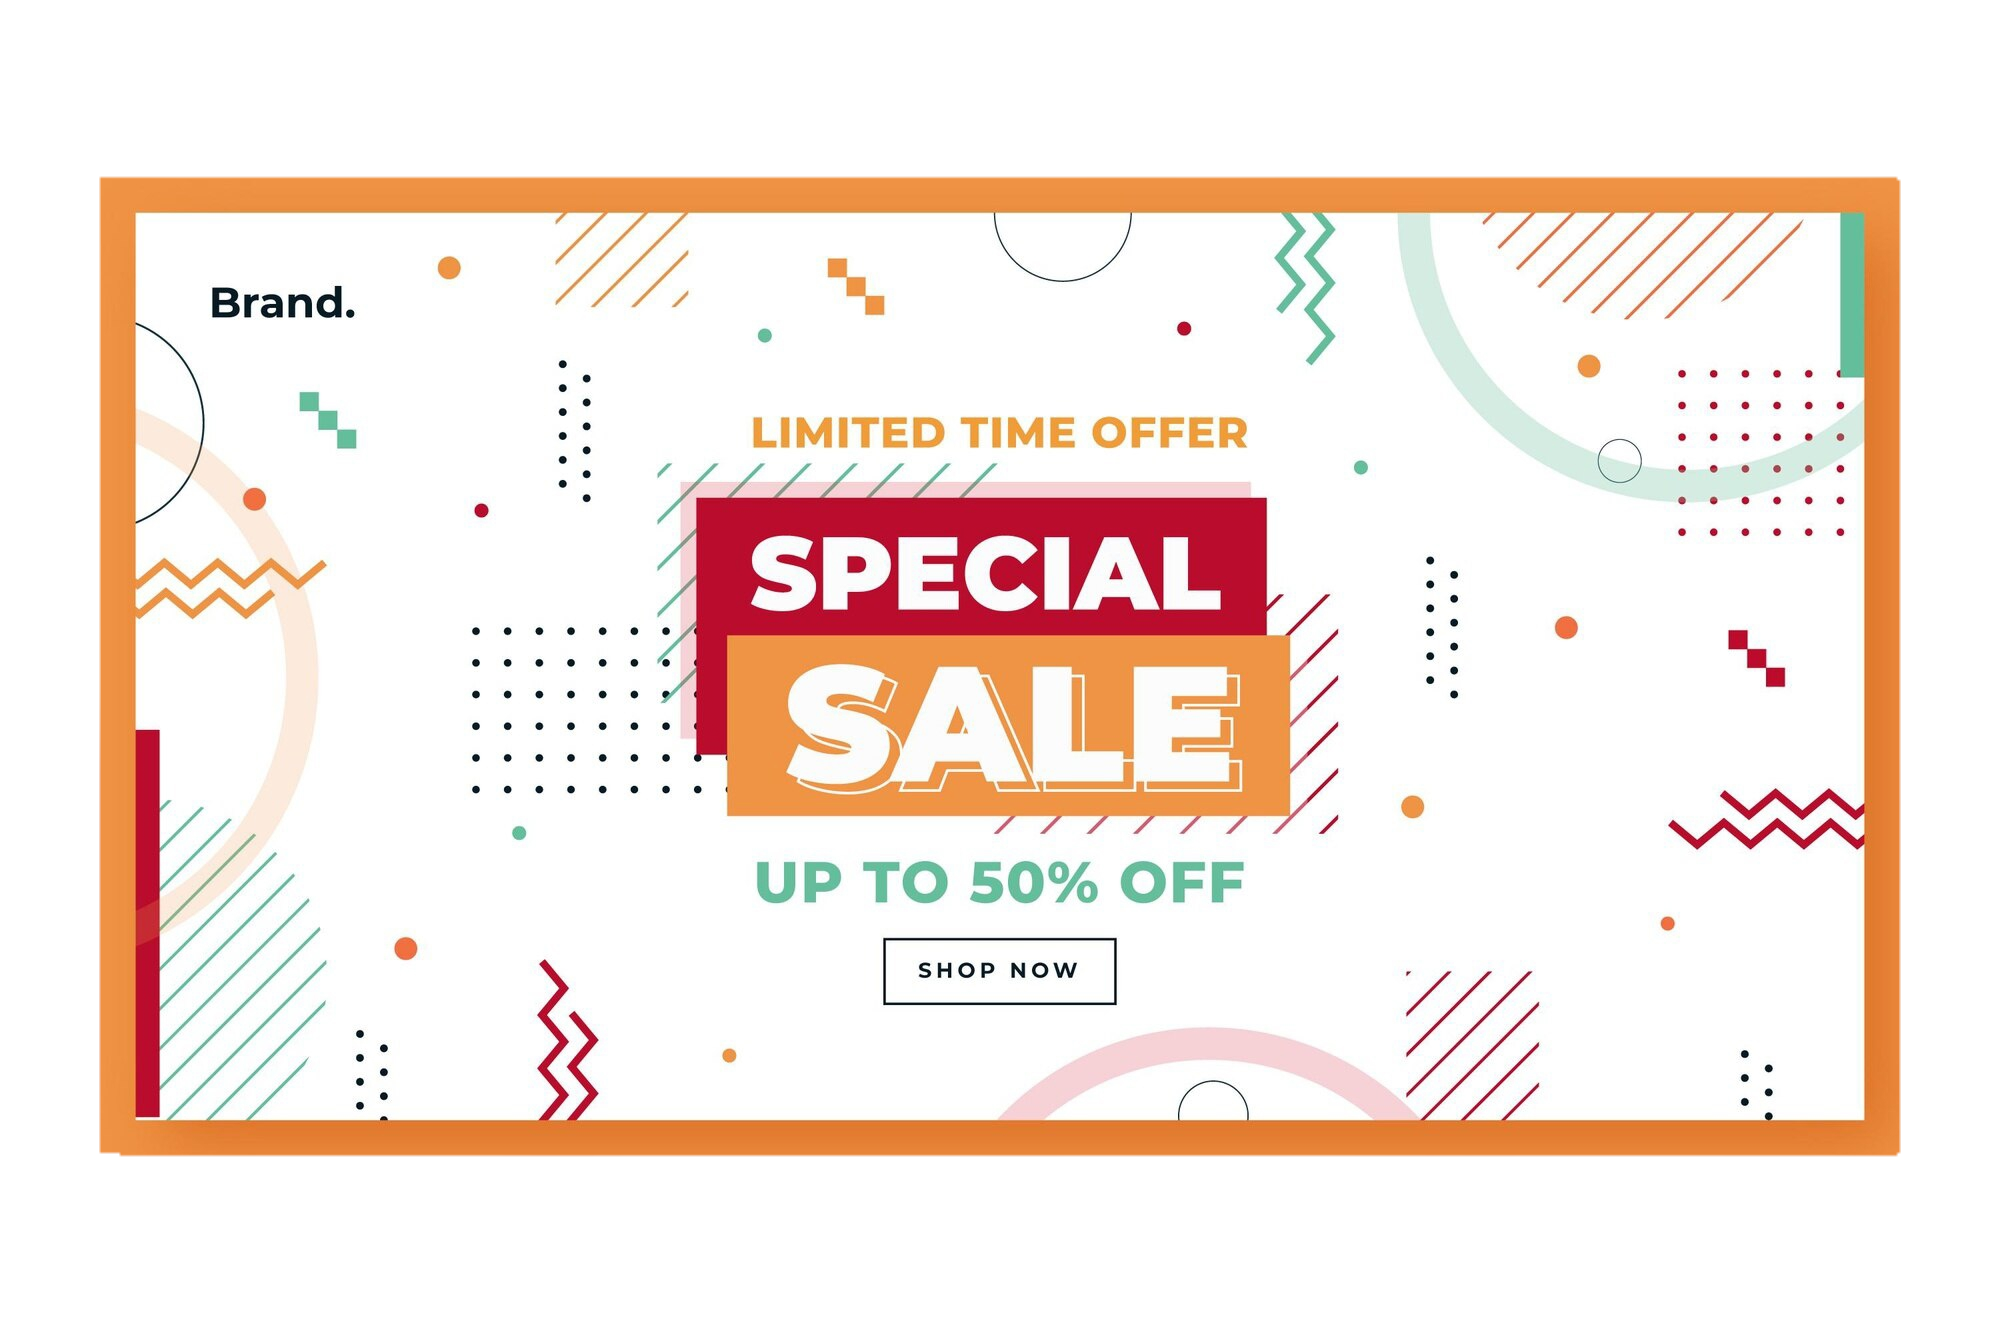 Brand.
LIMITED TIME OFFER
SPECIAL
SALE
UP TO 50% OFF
SHOP NOW